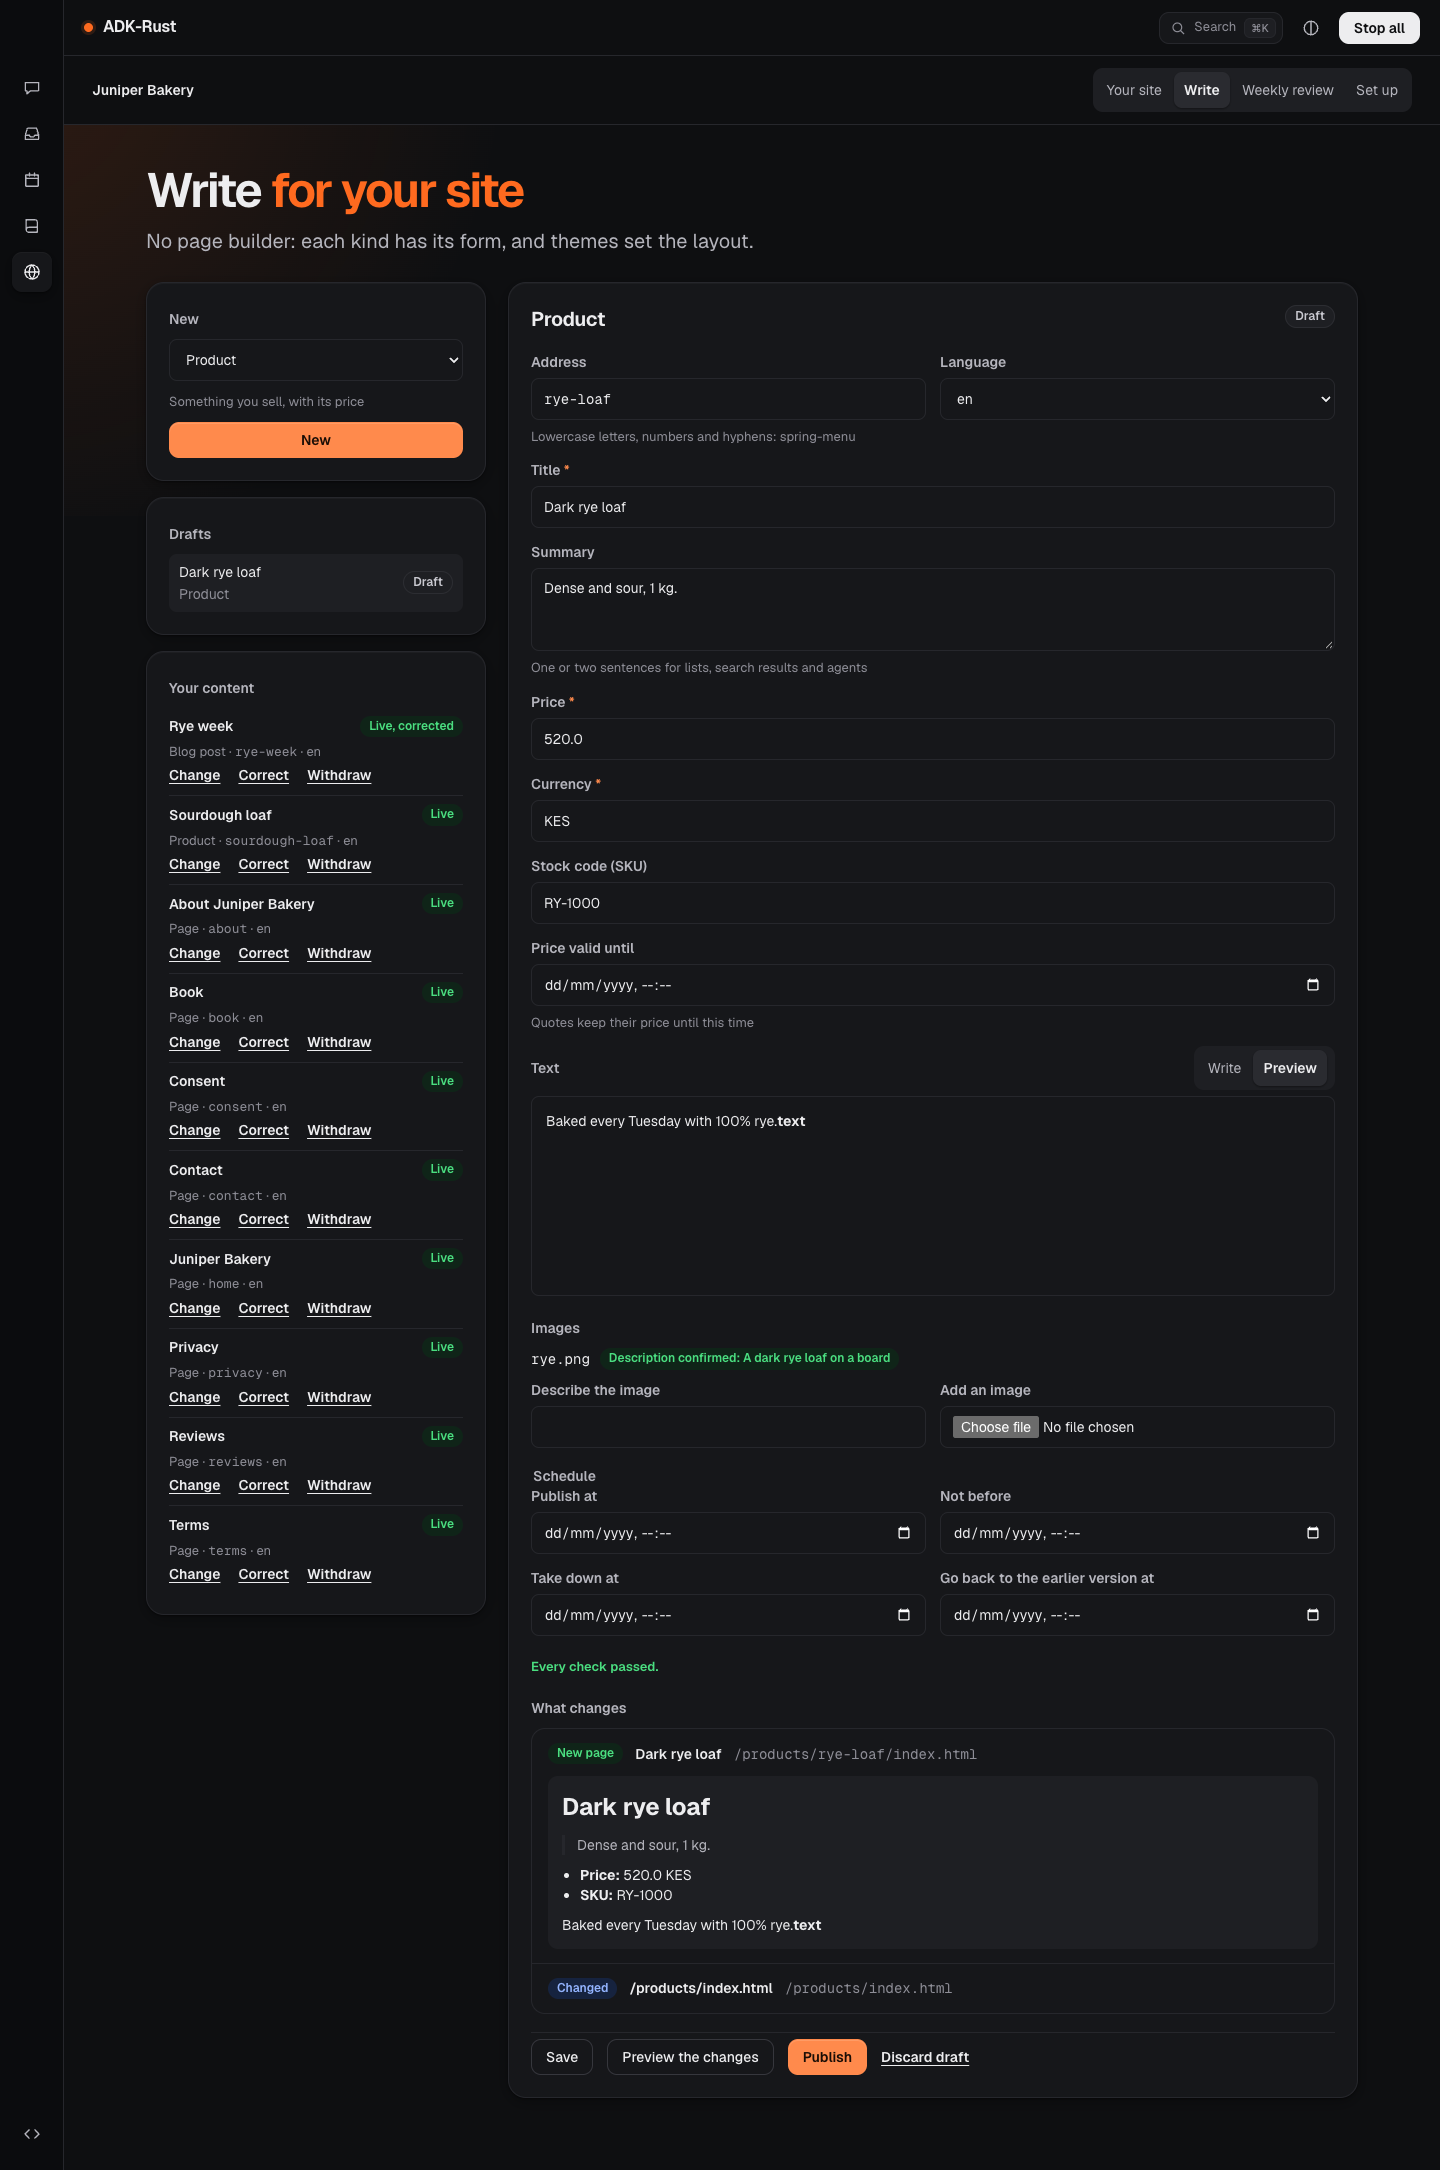 ADK-Rust
Search ⌘K
Stop all
Juniper Bakery
Your site Write Weekly review Set up
Write for your site
No page builder: each kind has its form, and themes set the layout.
New
Product
Something you sell, with its price
New
Drafts
Dark rye loaf
Product
Draft
Your content
Rye week Live, corrected
Blog post · rye-week · en
Change Correct Withdraw
Sourdough loaf Live
Product · sourdough-loaf · en
Change Correct Withdraw
About Juniper Bakery Live
Page · about · en
Change Correct Withdraw
Book Live
Page · book · en
Change Correct Withdraw
Consent Live
Page · consent · en
Change Correct Withdraw
Contact Live
Page · contact · en
Change Correct Withdraw
Juniper Bakery Live
Page · home · en
Change Correct Withdraw
Privacy Live
Page · privacy · en
Change Correct Withdraw
Reviews Live
Page · reviews · en
Change Correct Withdraw
Terms Live
Page · terms · en
Change Correct Withdraw
Product Draft
Address Language
rye-loaf en
Lowercase letters, numbers and hyphens: spring-menu
Title *
Dark rye loaf
Summary
Dense and sour, 1 kg.
One or two sentences for lists, search results and agents
Price *
520.0
Currency *
KES
Stock code (SKU)
RY-1000
Price valid until
dd/mm/yyyy, --:--
Quotes keep their price until this time
Text Write Preview
Baked every Tuesday with 100% rye.text
Images
rye.png Description confirmed: A dark rye loaf on a board
Describe the image Add an image
Choose file No file chosen
Schedule
Publish at Not before
dd/mm/yyyy, --:-- dd/mm/yyyy, --:--
Take down at Go back to the earlier version at
dd/mm/yyyy, --:-- dd/mm/yyyy, --:--
Every check passed.
What changes
New page Dark rye loaf /products/rye-loaf/index.html
Dark rye loaf
Dense and sour, 1 kg.
• Price: 520.0 KES
• SKU: RY-1000
Baked every Tuesday with 100% rye.text
Changed /products/index.html /products/index.html
Save Preview the changes Publish Discard draft